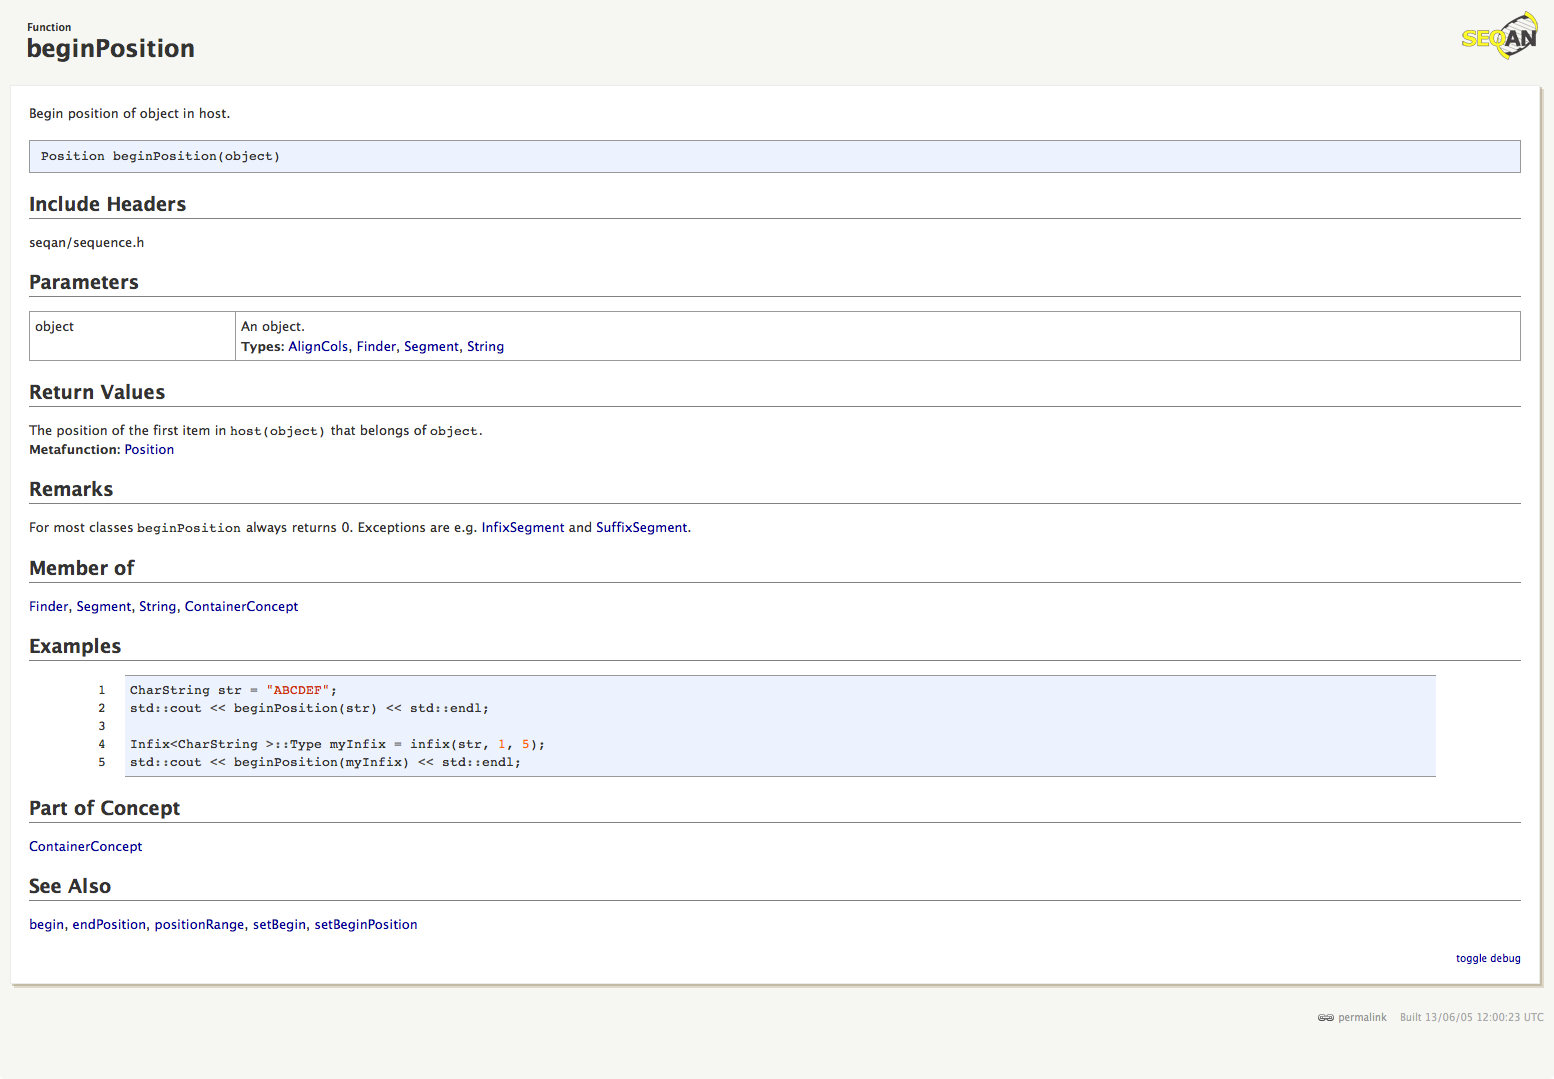 Function
beginPosition
SEQAN
Begin position of object in host.
Position beginPosition(object)
Include Headers
seqan/sequence.h
Parameters
object
An object.
Types: AlignCols, Finder, Segment, String
Return Values
The position of the first item in host(object) that belongs of object.
Metafunction: Position
Remarks
For most classes beginPosition always returns 0. Exceptions are e.g. InfixSegment and SuffixSegment.
Member of
Finder, Segment, String, ContainerConcept
Examples
1 CharString str = "ABCDEF";
2 std::cout << beginPosition(str) << std::endl;
3
4 Infix<CharString >::Type myInfix = infix(str, 1, 5);
5 std::cout << beginPosition(myInfix) << std::endl;
Part of Concept
ContainerConcept
See Also
begin, endPosition, positionRange, setBegin, setBeginPosition
toggle debug
permalink Built 13/06/05 12:00:23 UTC